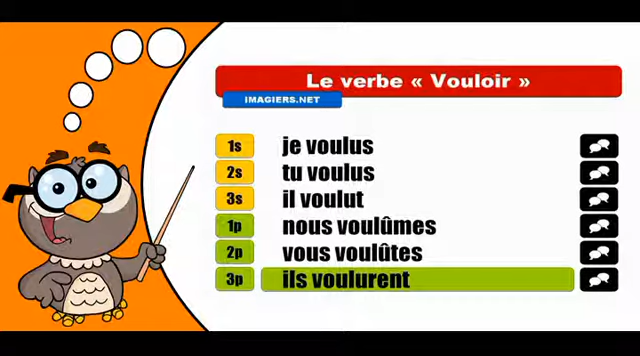 Le verbe « Vouloir »
IMAGIERS.NET
1s je voulus
2s tu voulus
3s il voulut
1p nous voulûmes
2p vous voulûtes
3p ils voulurent